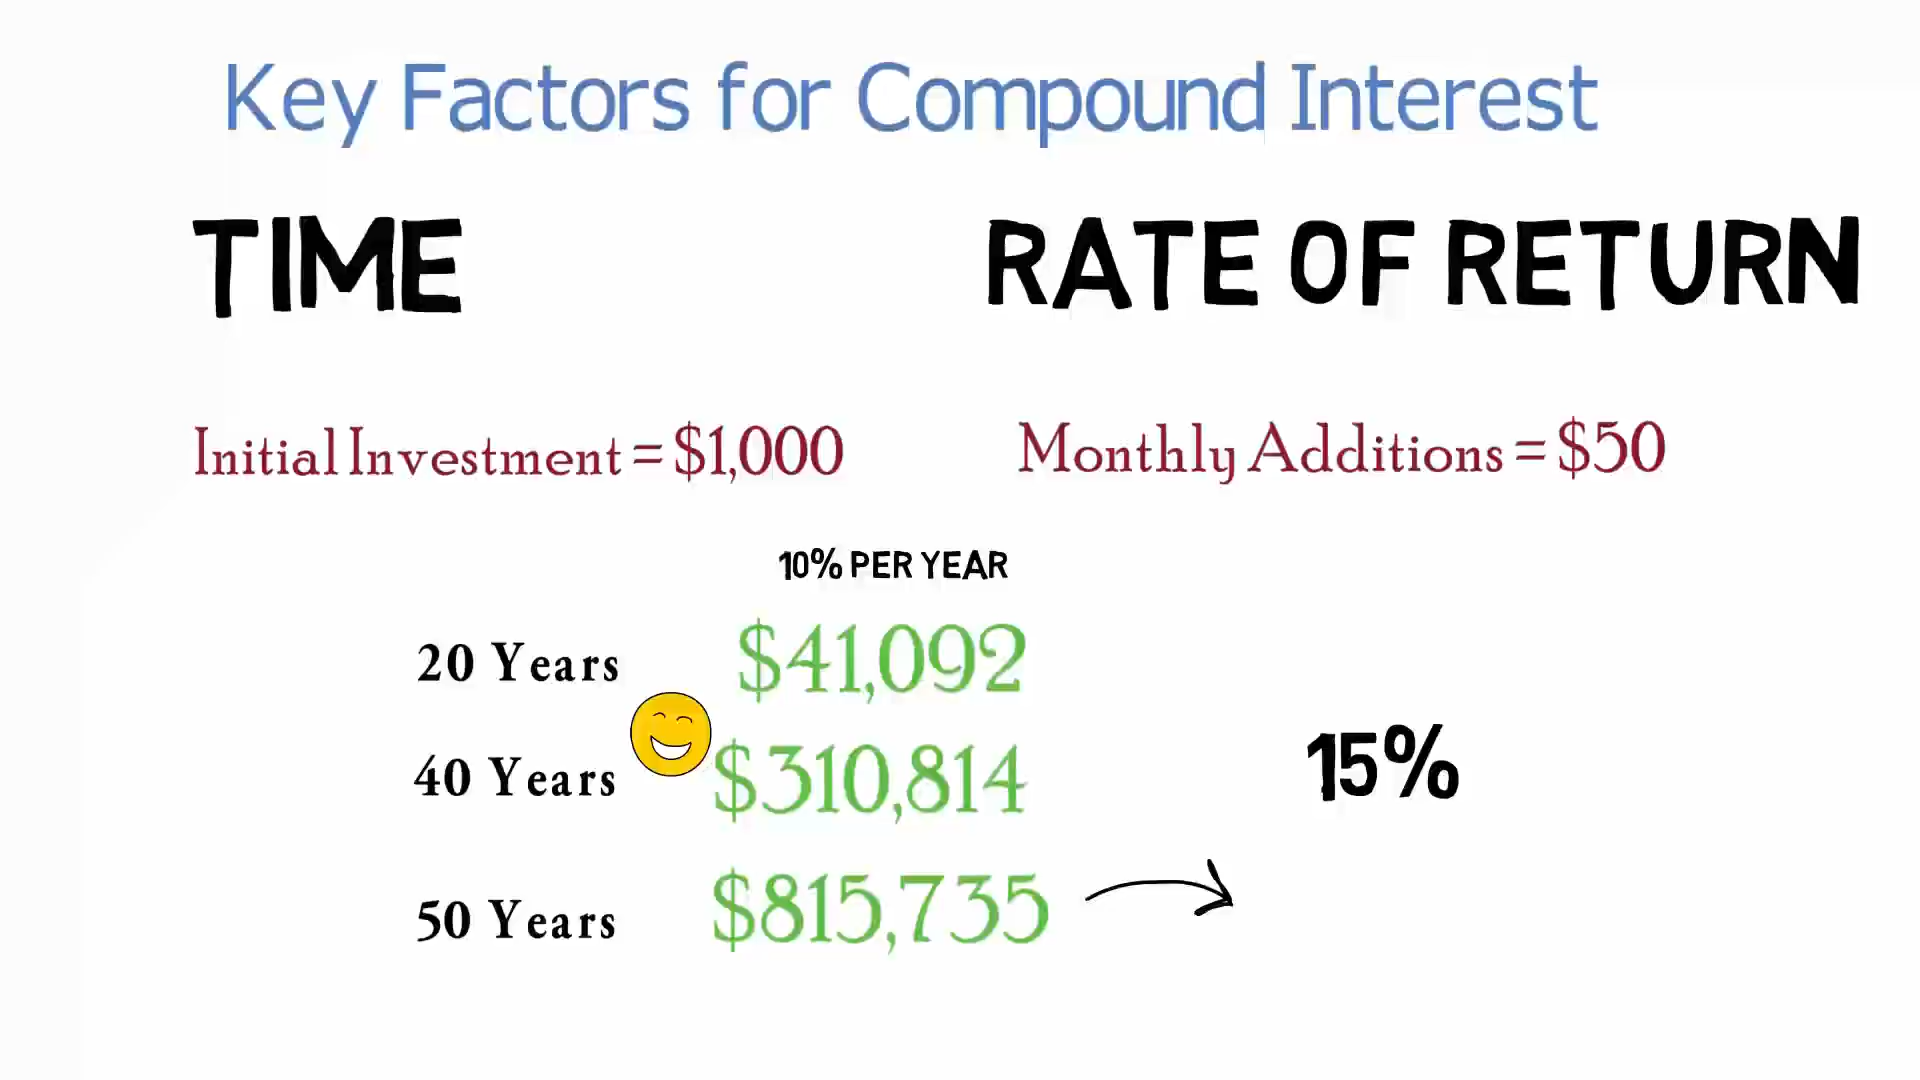 Key Factors for Compound Interest
TIME
RATE OF RETURN
Initial Investment = $1,000
Monthly Additions = $50
10% PER YEAR
20 Years
$41,092
40 Years
$310,814
15%
50 Years
$815,735